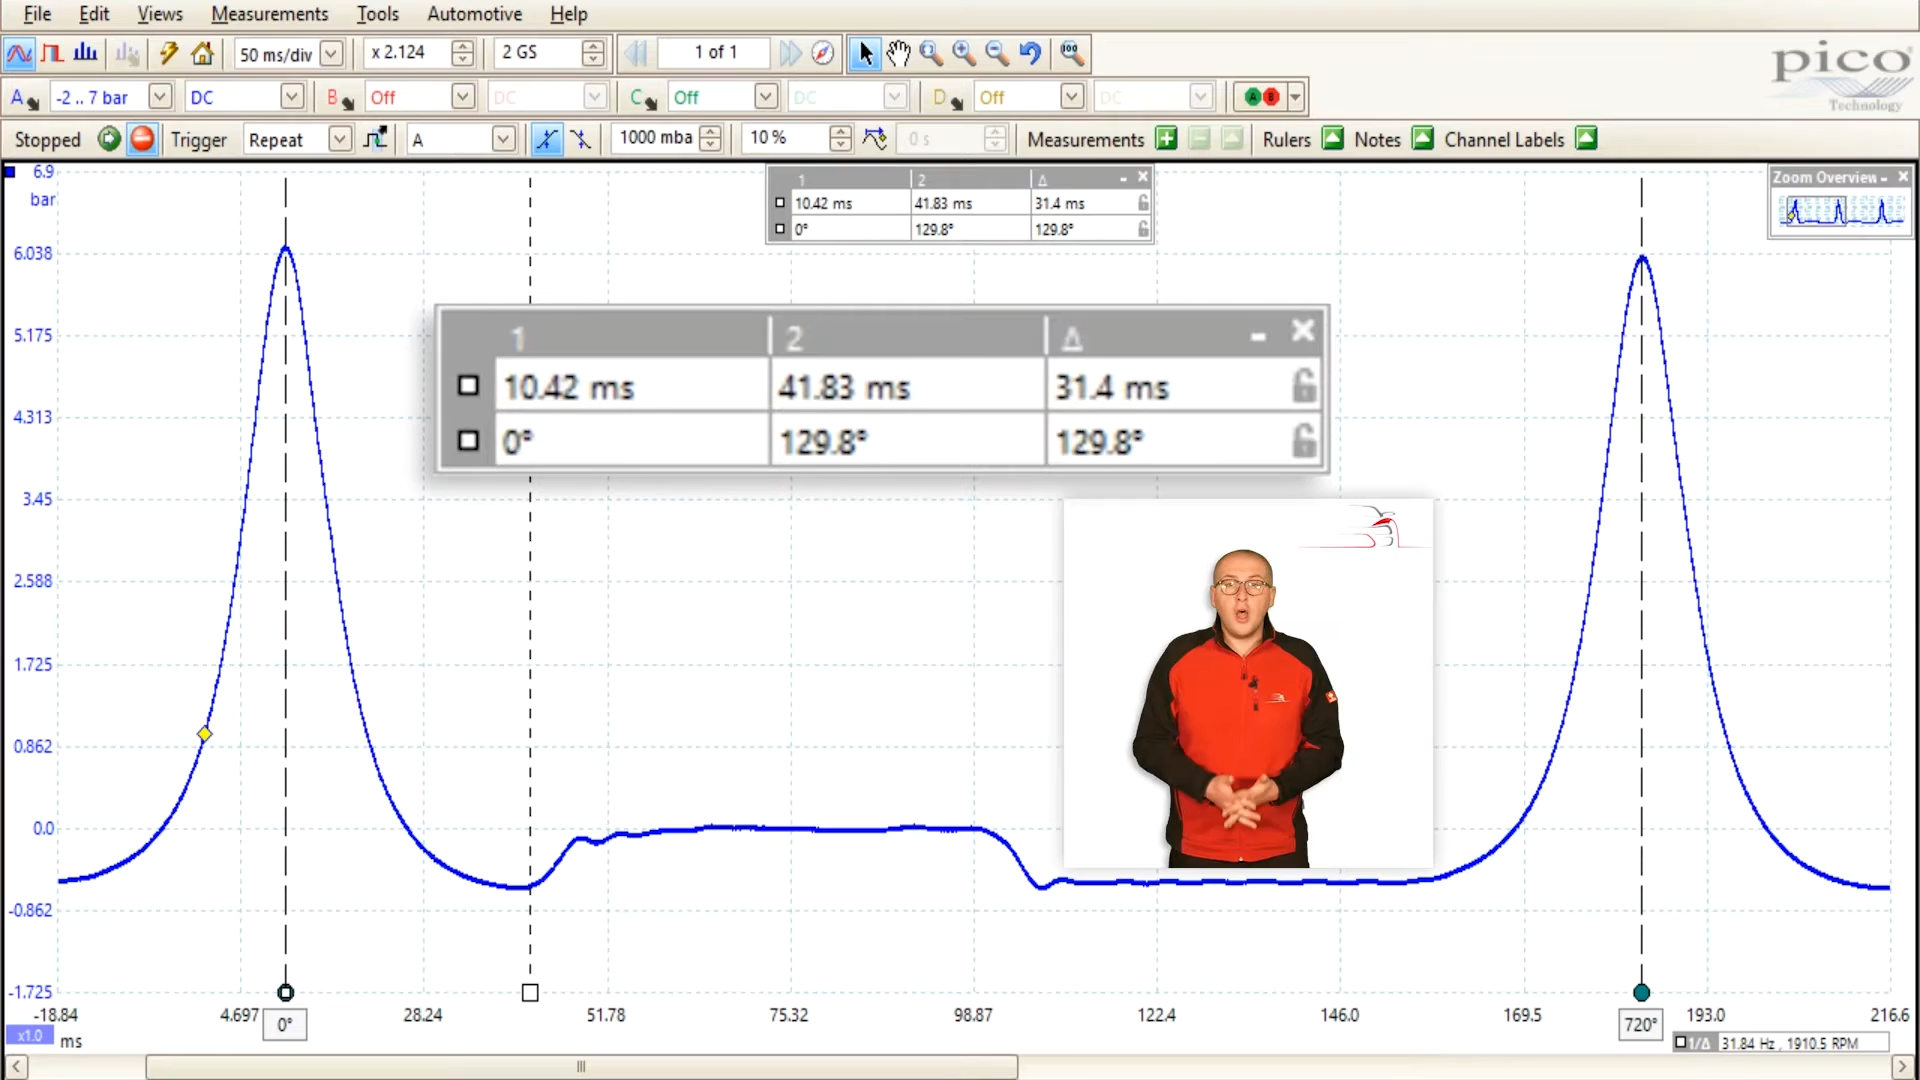 File Edit Views Measurements Tools Automotive Help
50 ms/div x 2.124 2 GS 1 of 1 100
pico
Technology
A -2 .. 7 bar DC B Off DC C Off DC D Off DC A B
Stopped Trigger Repeat A 1000 mba 10 % 0 s Measurements Rulers Notes Channel Labels
6.9
bar
1 2 Δ
10.42 ms 41.83 ms 31.4 ms
0° 129.8° 129.8°
Zoom Overview
6.038
5.175
4.313
3.45
2.588
1.725
0.862
0.0
-0.862
-1.725
1 2 Δ
10.42 ms 41.83 ms 31.4 ms
0° 129.8° 129.8°
-18.84 4.697 28.24 51.78 75.32 98.87 122.4 146.0 169.5 193.0 216.6
0° 720°
x1.0 ms
1/Δ 31.84 Hz , 1910.5 RPM